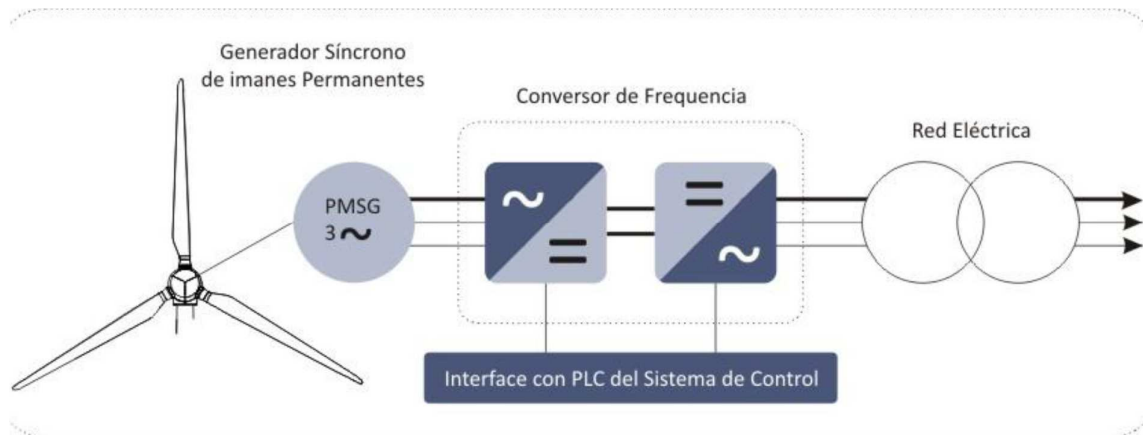 Generador Síncrono
de imanes Permanentes
Conversor de Frequencia
Red Eléctrica
PMSG
3
Interface con PLC del Sistema de Control